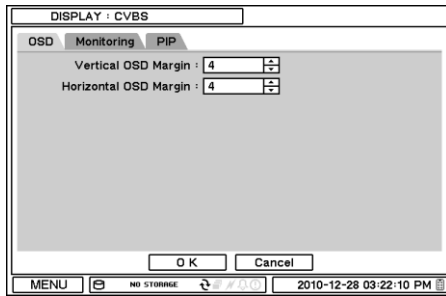 DISPLAY : CVBS
OSD Monitoring PIP
Vertical OSD Margin : 4
Horizontal OSD Margin : 4
OK Cancel
MENU NO STORAGE 2010-12-28 03:22:10 PM